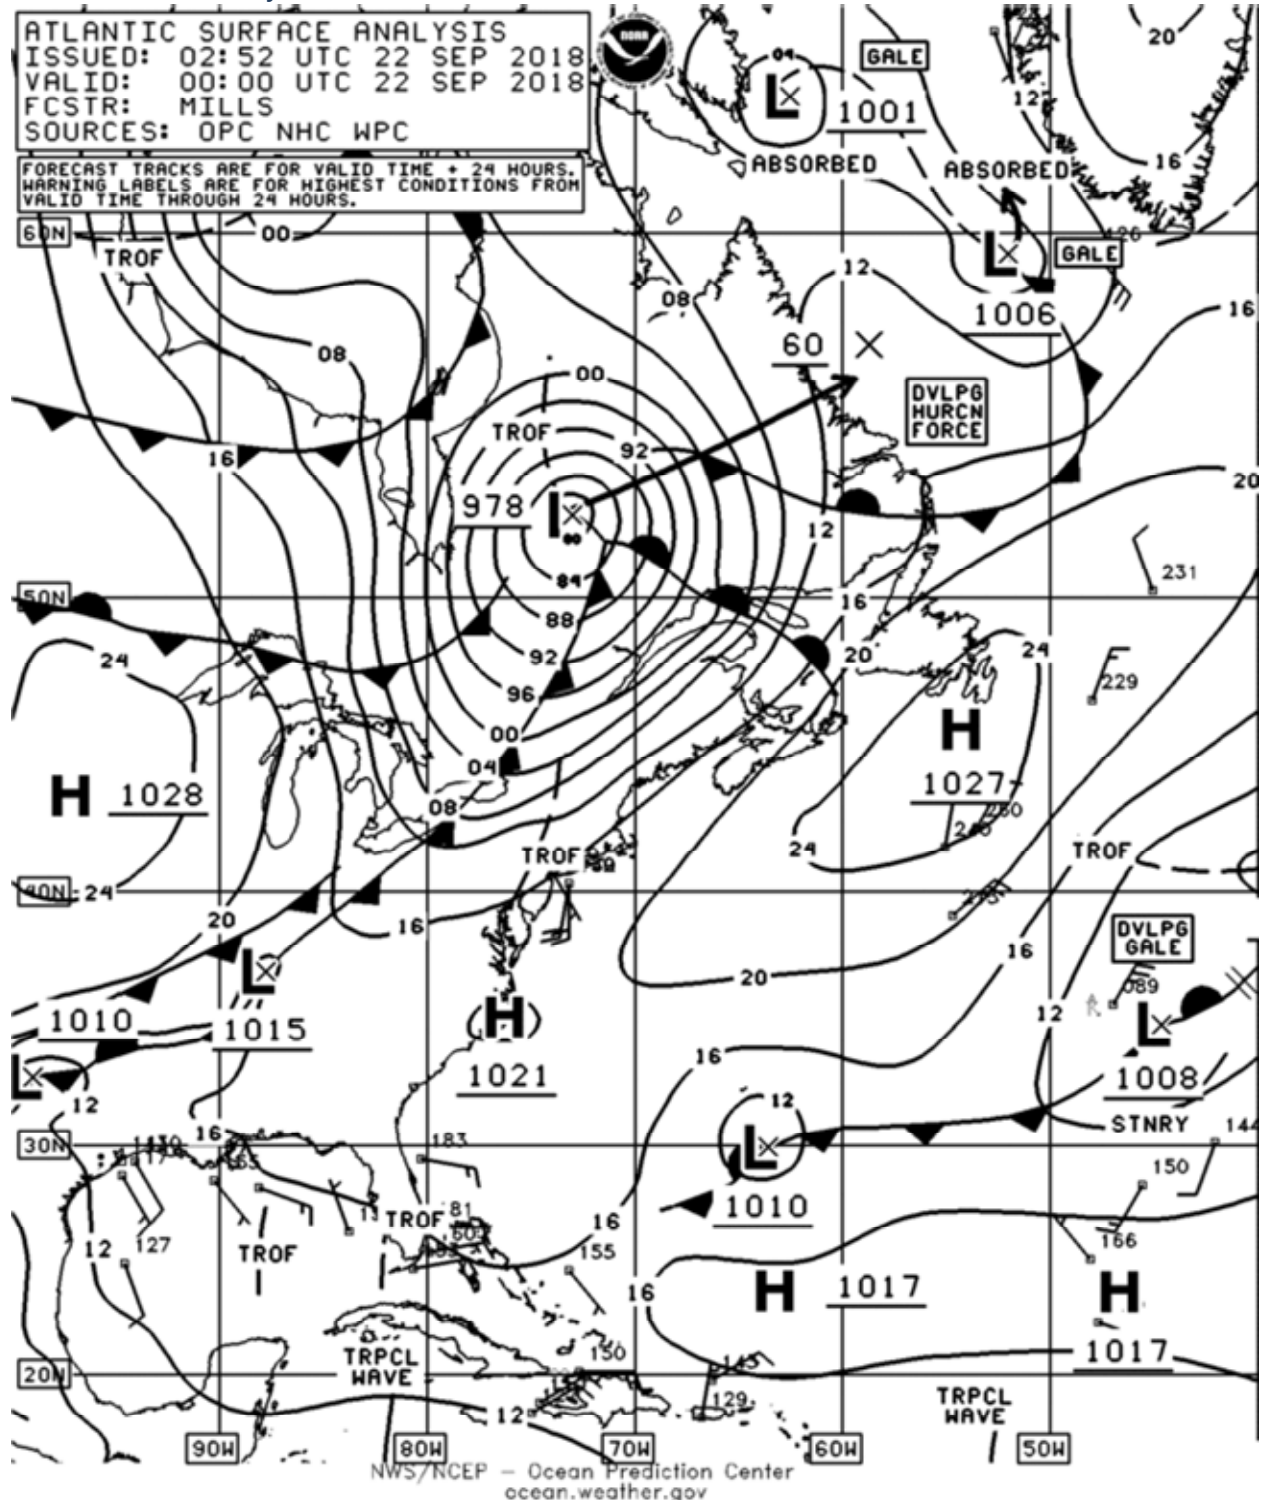 ATLANTIC SURFACE ANALYSIS
ISSUED: 02:52 UTC 22 SEP 2018
VALID: 00:00 UTC 22 SEP 2018
FCSTR: MILLS
SOURCES: OPC NHC WPC
NOAA
FORECAST TRACKS ARE FOR VALID TIME + 24 HOURS.
WARNING LABELS ARE FOR HIGHEST CONDITIONS FROM
VALID TIME THROUGH 24 HOURS.
20
GALE
04
L
1001
12
ABSORBED
ABSORBED
16
60N
00
TROF
12
L
GALE
08
1006
16
60
08
00
DVLPG
HURCN
FORCE
TROF
92
16
978
20
12
84
231
50N
16
88
24
92
20
24
229
96
H
00
04
H
1028
1027
08
24
TROF
TROF
40N
24
20
16
DVLPG
GALE
L
20
16
089
1010
1015
H
12
L
16
1008
L
1021
12
12
STNRY
16
30N
183
L
144
150
1010
TROF
81
16
12
127
TROF
155
166
16
H
1017
H
TRPCL
WAVE
150
1017
20N
129
12
TRPCL
WAVE
90W
80W
70W
60W
50W
NWS/NCEP – Ocean Prediction Center
ocean.weather.gov